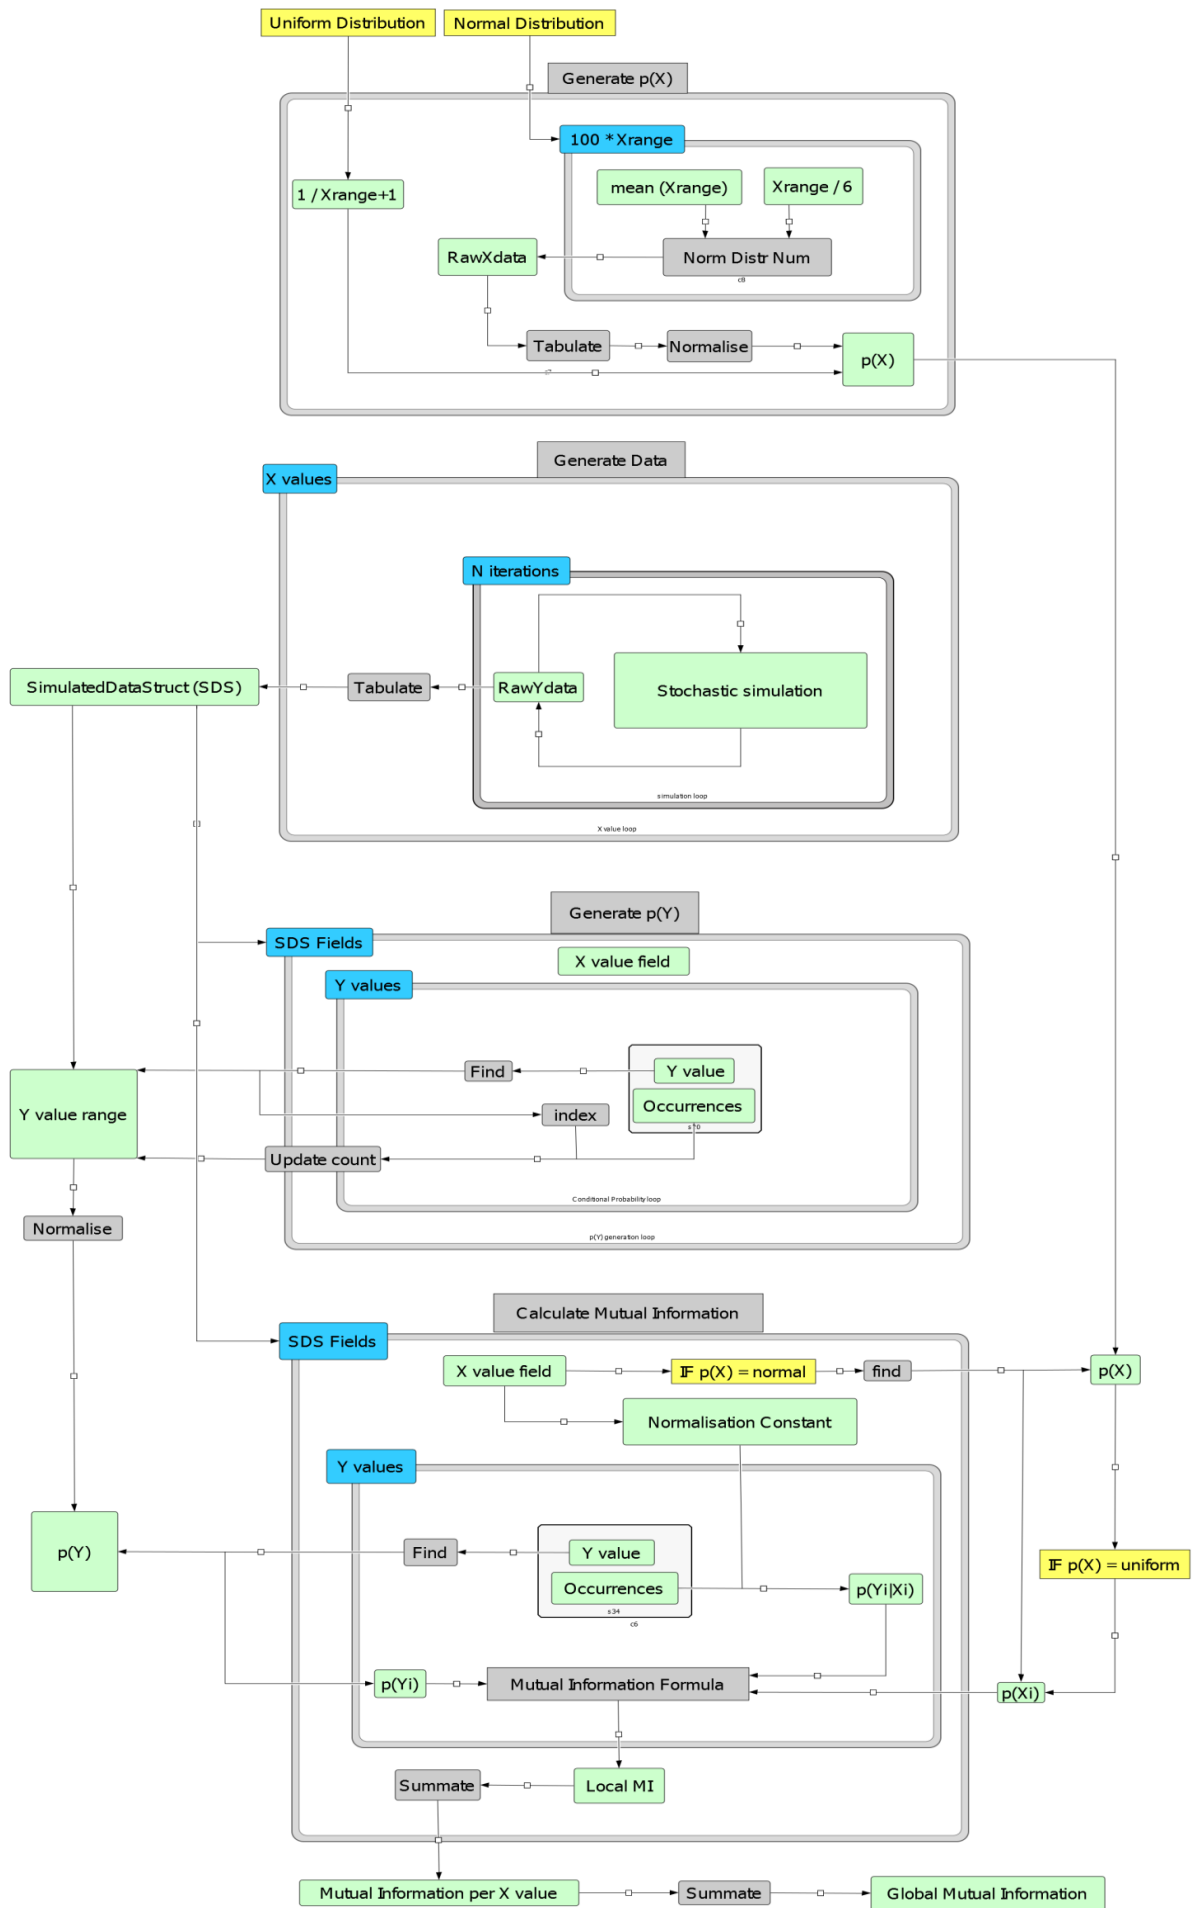 Uniform Distribution
Normal Distribution
Generate p(X)
100 * Xrange
mean (Xrange)
Xrange / 6
1 / Xrange+1
RawXdata
Norm Distr Num
c8
Tabulate
Normalise
p(X)
Generate Data
X values
N iterations
SimulatedDataStruct (SDS)
Tabulate
RawYdata
Stochastic simulation
simulation loop
X value loop
Generate p(Y)
SDS Fields
X value field
Y values
Find
Y value
Y value range
index
Occurrences
Update count
Conditional Probability loop
Normalise
p(Y) generation loop
Calculate Mutual Information
SDS Fields
X value field
IF p(X) = normal
find
p(X)
Normalisation Constant
Y values
p(Y)
Find
Y value
IF p(X) = uniform
Occurrences
p(Yi|Xi)
s34
c6
p(Yi)
Mutual Information Formula
p(Xi)
Summate
Local MI
Mutual Information per X value
Summate
Global Mutual Information